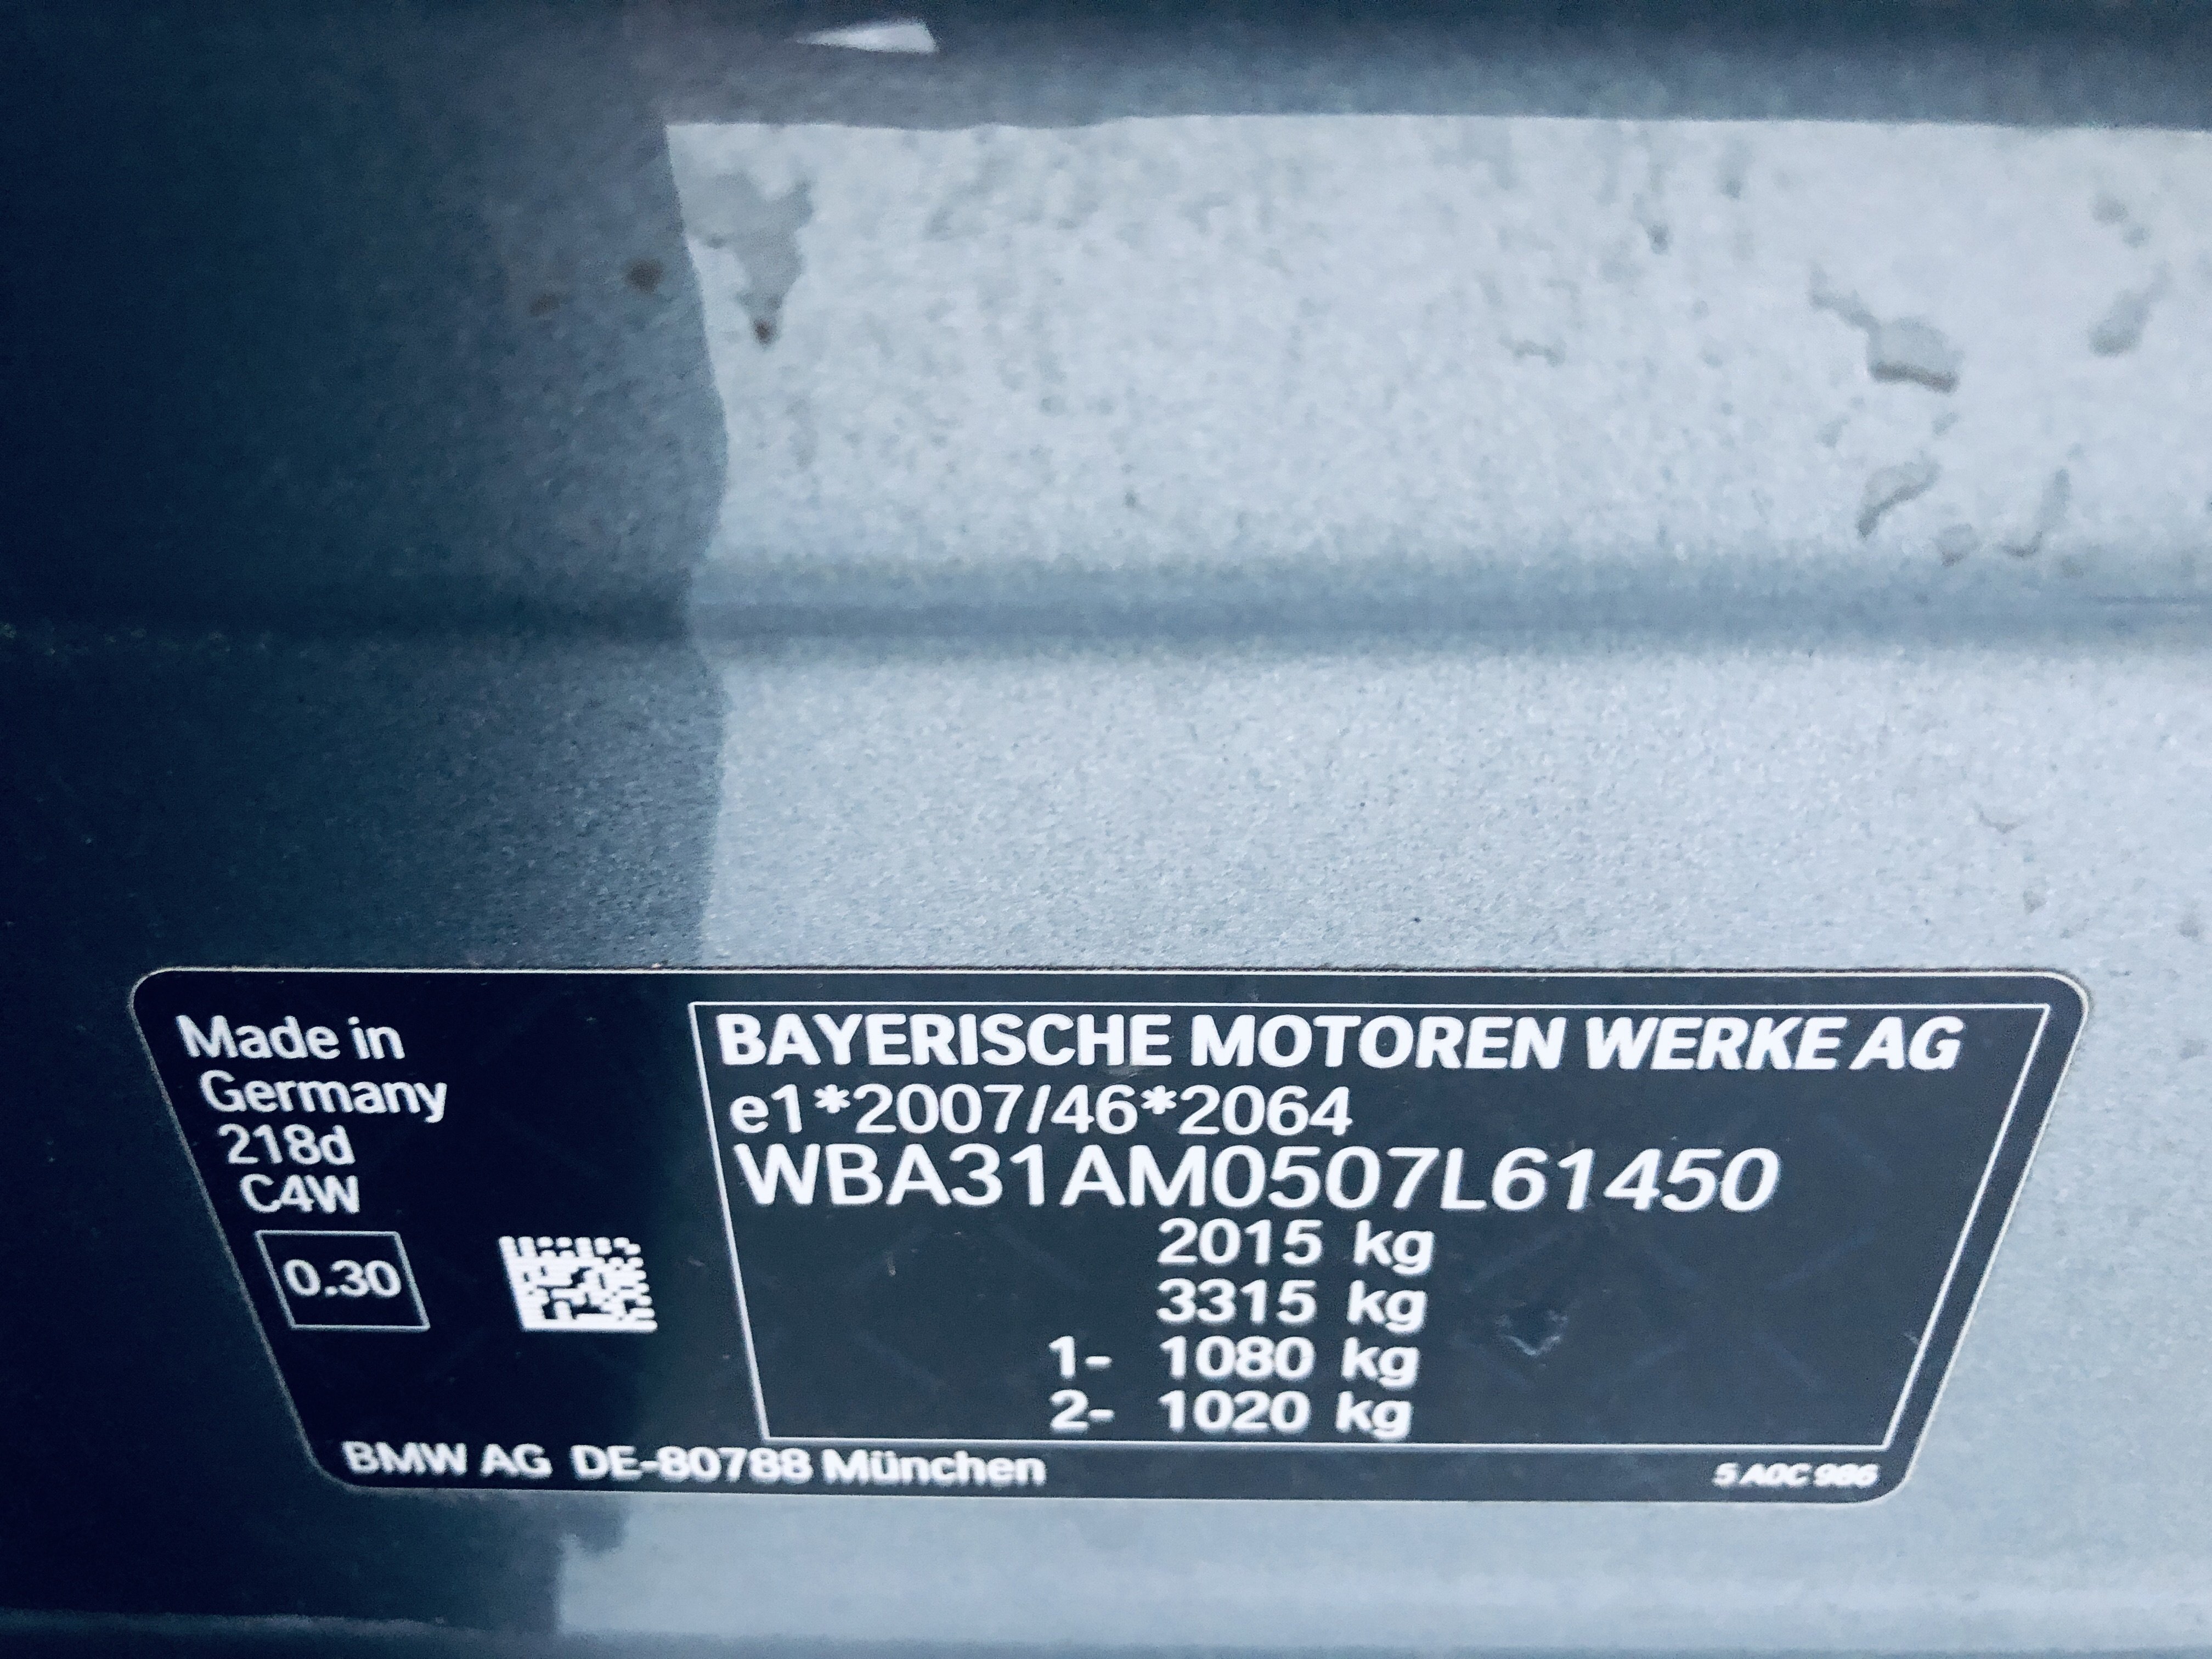 Made in
Germany
218d
C4W
0.30
BAYERISCHE MOTOREN WERKE AG
e1*2007/46*2064
WBA31AM0507L61450
2015 kg
3315 kg
1- 1080 kg
2- 1020 kg
BMW AG DE-80788 München
5 A0C 986